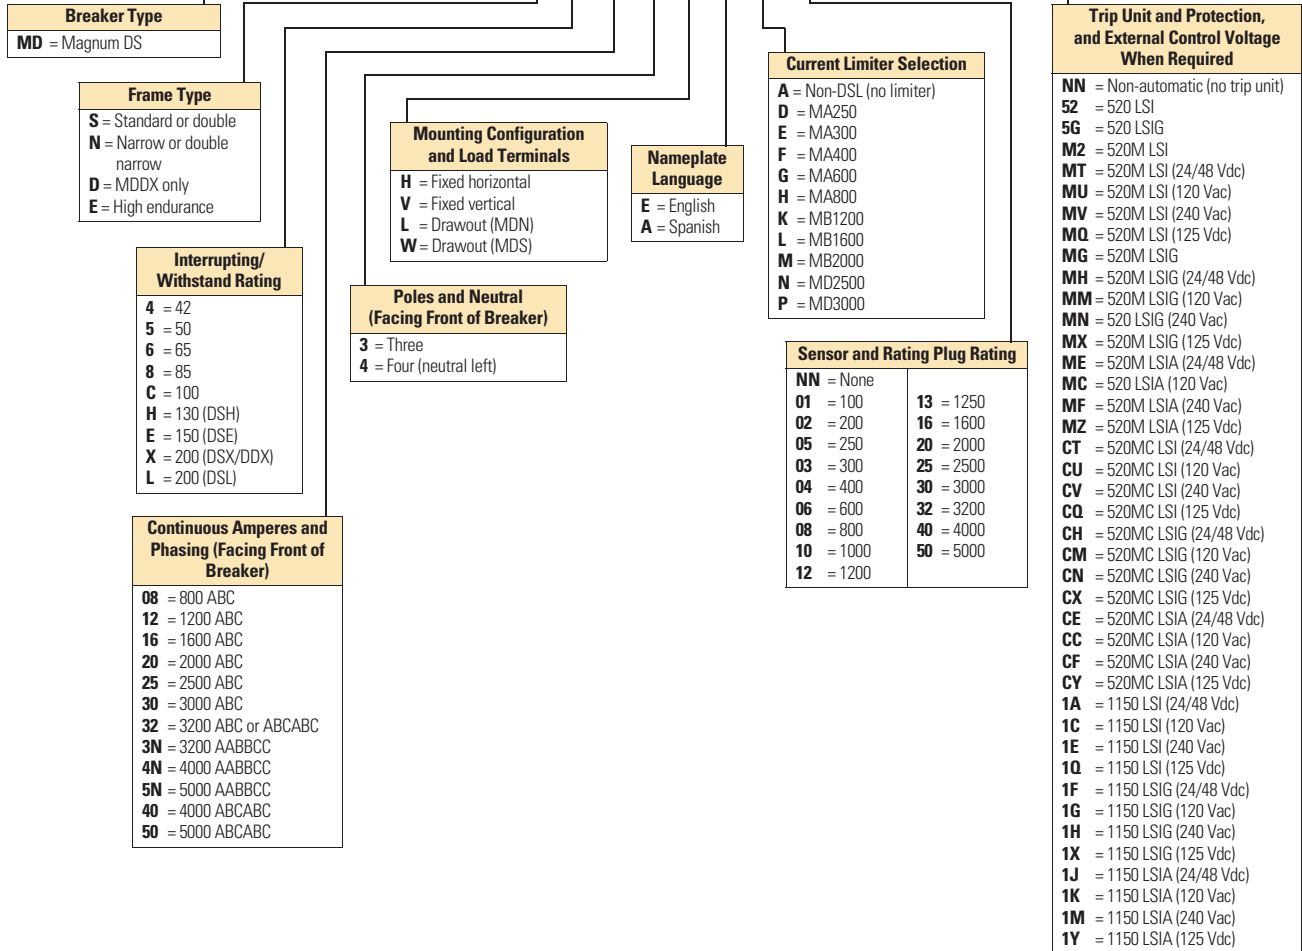 Breaker Type
MD = Magnum DS
Frame Type
S = Standard or double
N = Narrow or double
narrow
D = MDDX only
E = High endurance
Interrupting/
Withstand Rating
4 = 42
5 = 50
6 = 65
8 = 85
C = 100
H = 130 (DSH)
E = 150 (DSE)
X = 200 (DSX/DDX)
L = 200 (DSL)
Continuous Amperes and
Phasing (Facing Front of
Breaker)
08 = 800 ABC
12 = 1200 ABC
16 = 1600 ABC
20 = 2000 ABC
25 = 2500 ABC
30 = 3000 ABC
32 = 3200 ABC or ABCABC
3N = 3200 AABBCC
4N = 4000 AABBCC
5N = 5000 AABBCC
40 = 4000 ABCABC
50 = 5000 ABCABC
Poles and Neutral
(Facing Front of Breaker)
3 = Three
4 = Four (neutral left)
Mounting Configuration
and Load Terminals
H = Fixed horizontal
V = Fixed vertical
L = Drawout (MDN)
W = Drawout (MDS)
Nameplate
Language
E = English
A = Spanish
Current Limiter Selection
A = Non-DSL (no limiter)
D = MA250
E = MA300
F = MA400
G = MA600
H = MA800
K = MB1200
L = MB1600
M = MB2000
N = MD2500
P = MD3000
Sensor and Rating Plug Rating
NN = None
01 = 100
02 = 200
05 = 250
03 = 300
04 = 400
06 = 600
08 = 800
10 = 1000
12 = 1200
13 = 1250
16 = 1600
20 = 2000
25 = 2500
30 = 3000
32 = 3200
40 = 4000
50 = 5000
Trip Unit and Protection,
and External Control Voltage
When Required
NN = Non-automatic (no trip unit)
52 = 520 LSI
5G = 520 LSIG
M2 = 520M LSI
MT = 520M LSI (24/48 Vdc)
MU = 520M LSI (120 Vac)
MV = 520M LSI (240 Vac)
MQ = 520M LSI (125 Vdc)
MG = 520M LSIG
MH = 520M LSIG (24/48 Vdc)
MM = 520M LSIG (120 Vac)
MN = 520 LSIG (240 Vac)
MX = 520M LSIG (125 Vdc)
ME = 520M LSIA (24/48 Vdc)
MC = 520 LSIA (120 Vac)
MF = 520M LSIA (240 Vac)
MZ = 520M LSIA (125 Vdc)
CT = 520MC LSI (24/48 Vdc)
CU = 520MC LSI (120 Vac)
CV = 520MC LSI (240 Vac)
CQ = 520MC LSI (125 Vdc)
CH = 520MC LSIG (24/48 Vdc)
CM = 520MC LSIG (120 Vac)
CN = 520MC LSIG (240 Vac)
CX = 520MC LSIG (125 Vdc)
CE = 520MC LSIA (24/48 Vdc)
CC = 520MC LSIA (120 Vac)
CF = 520MC LSIA (240 Vac)
CY = 520MC LSIA (125 Vdc)
1A = 1150 LSI (24/48 Vdc)
1C = 1150 LSI (120 Vac)
1E = 1150 LSI (240 Vac)
1Q = 1150 LSI (125 Vdc)
1F = 1150 LSIG (24/48 Vdc)
1G = 1150 LSIG (120 Vac)
1H = 1150 LSIG (240 Vac)
1X = 1150 LSIG (125 Vdc)
1J = 1150 LSIA (24/48 Vdc)
1K = 1150 LSIA (120 Vac)
1M = 1150 LSIA (240 Vac)
1Y = 1150 LSIA (125 Vdc)